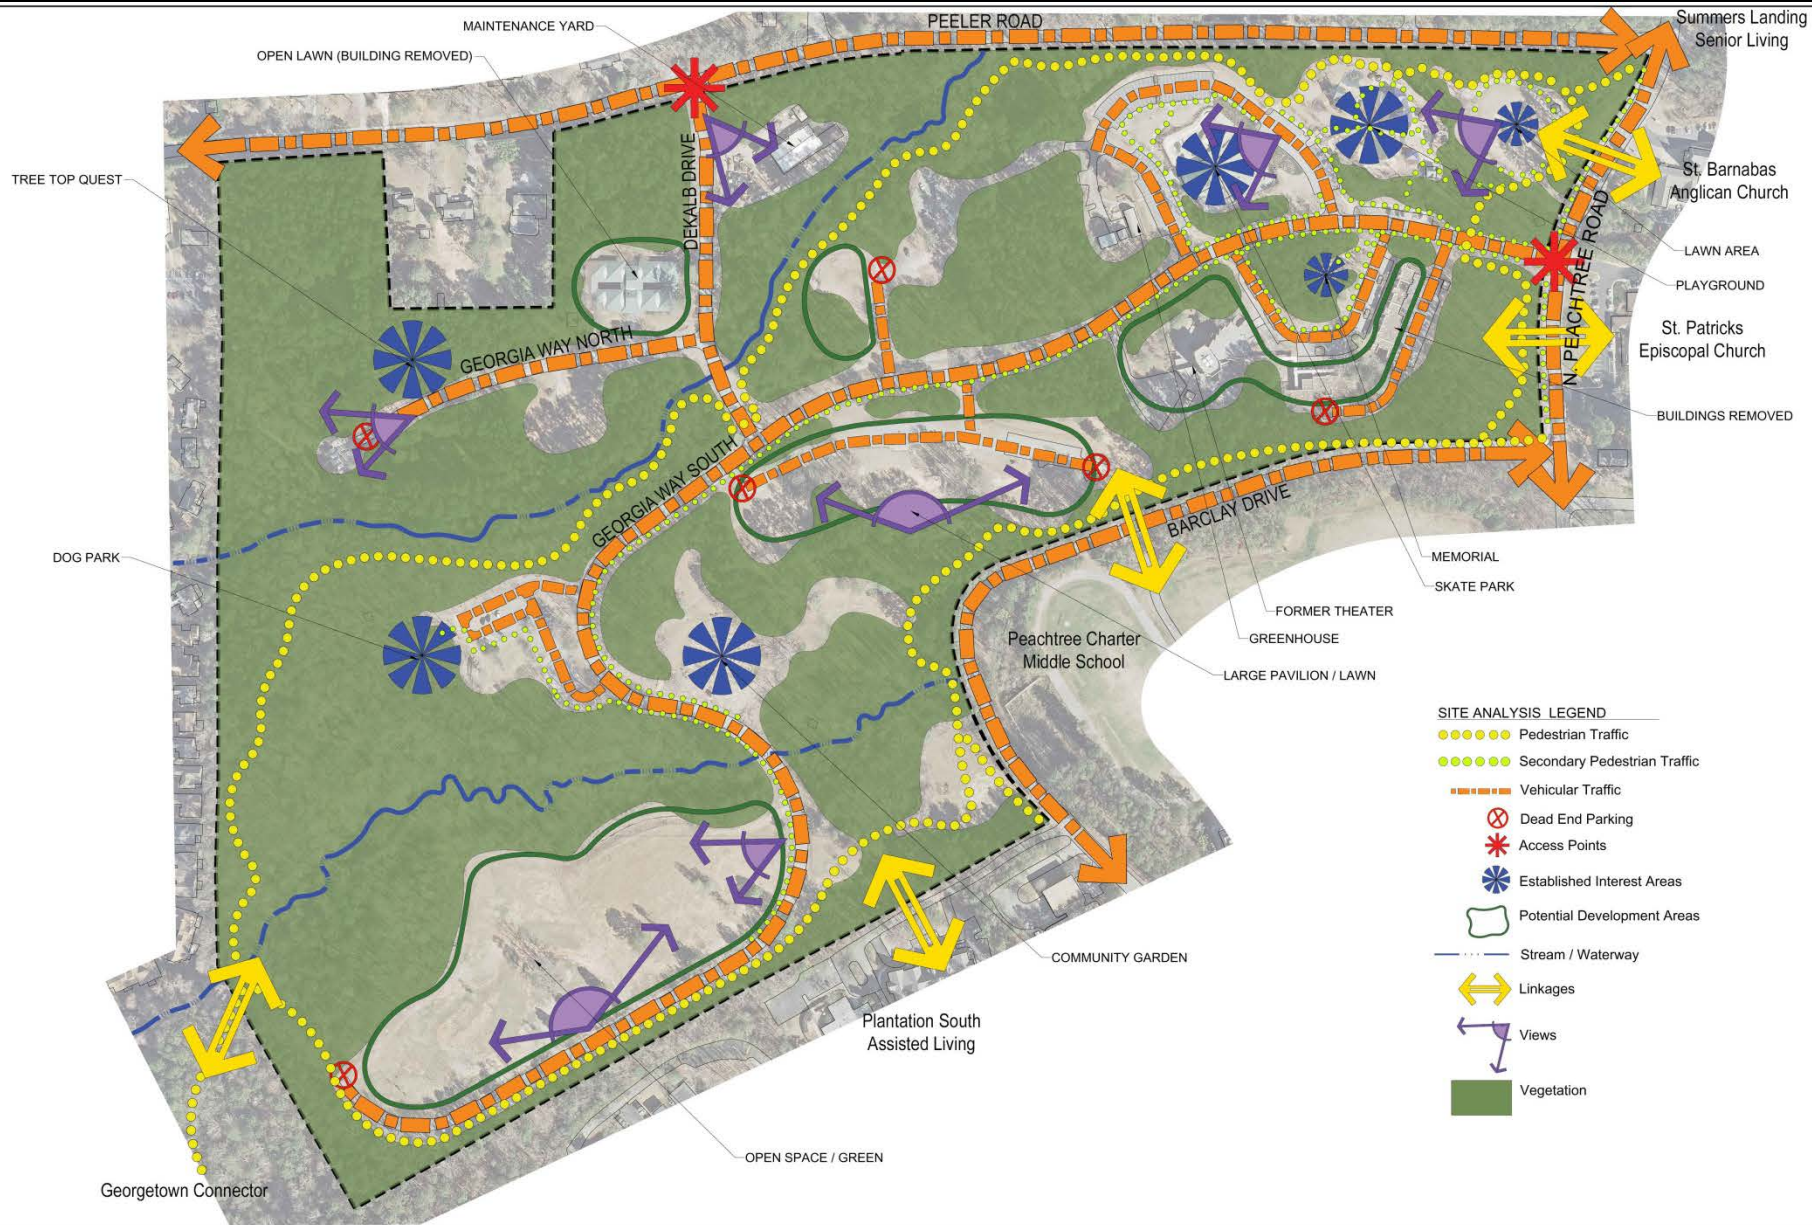 PEELER ROAD
Summers Landing
Senior Living
MAINTENANCE YARD
OPEN LAWN (BUILDING REMOVED)
TREE TOP QUEST
DEKALB DRIVE
St. Barnabas
Anglican Church
N. PEACHTREE ROAD
LAWN AREA
PLAYGROUND
St. Patricks
Episcopal Church
GEORGIA WAY NORTH
BUILDINGS REMOVED
GEORGIA WAY SOUTH
BARCLAY DRIVE
DOG PARK
MEMORIAL
SKATE PARK
FORMER THEATER
GREENHOUSE
Peachtree Charter
Middle School
LARGE PAVILION / LAWN
COMMUNITY GARDEN
Plantation South
Assisted Living
OPEN SPACE / GREEN
Georgetown Connector
SITE ANALYSIS LEGEND
Pedestrian Traffic
Secondary Pedestrian Traffic
Vehicular Traffic
Dead End Parking
Access Points
Established Interest Areas
Potential Development Areas
Stream / Waterway
Linkages
Views
Vegetation